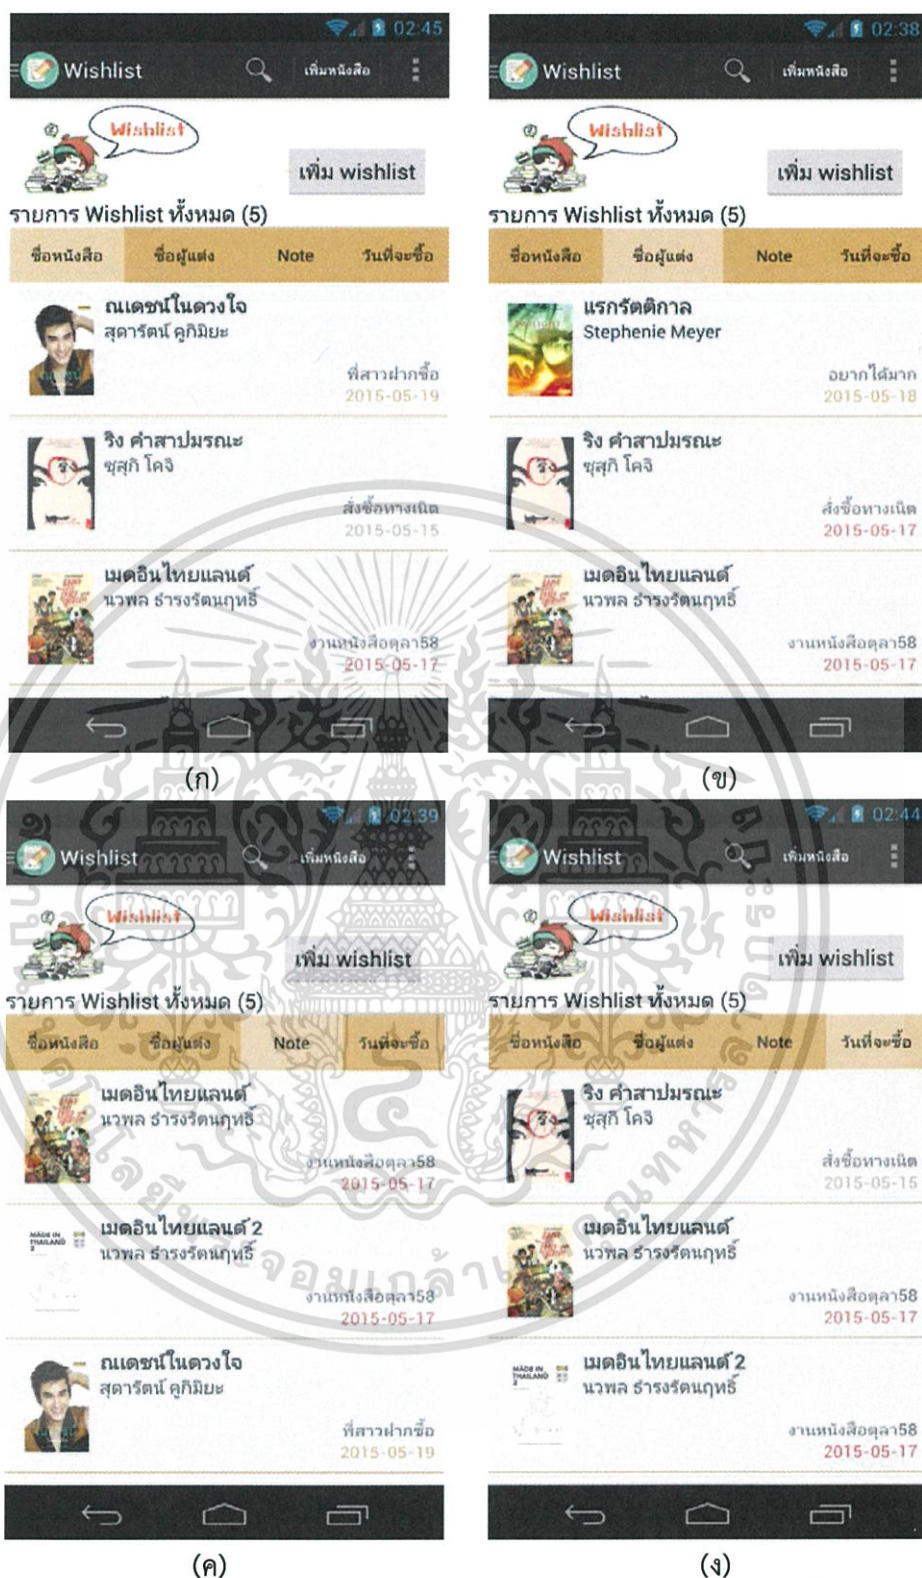 02:45
Wishlist เพิ่มหนังสือ
Wishlist
เพิ่ม wishlist
รายการ Wishlist ทั้งหมด (5)
ชื่อหนังสือ ชื่อผู้แต่ง Note วันที่จะซื้อ
ณเดชน์ในดวงใจ
สุดารัตน์ คูกิมิยะ
พี่สาวฝากซื้อ
2015-05-19
ริง คำสาปมรณะ
ซุสุกิ โคจิ
สั่งซื้อทางเน็ต
2015-05-15
เมดอินไทยแลนด์
นวพล ธำรงรัตนฤทธิ์
งานหนังสือตุลา58
2015-05-17
(ก)
02:38
Wishlist เพิ่มหนังสือ
Wishlist
เพิ่ม wishlist
รายการ Wishlist ทั้งหมด (5)
ชื่อหนังสือ ชื่อผู้แต่ง Note วันที่จะซื้อ
แรกรัตติกาล
Stephenie Meyer
อยากได้มาก
2015-05-18
ริง คำสาปมรณะ
ซุสุกิ โคจิ
สั่งซื้อทางเน็ต
2015-05-17
เมดอินไทยแลนด์
นวพล ธำรงรัตนฤทธิ์
งานหนังสือตุลา58
2015-05-17
(ข)
02:39
Wishlist เพิ่มหนังสือ
Wishlist
เพิ่ม wishlist
รายการ Wishlist ทั้งหมด (5)
ชื่อหนังสือ ชื่อผู้แต่ง Note วันที่จะซื้อ
เมดอินไทยแลนด์
นวพล ธำรงรัตนฤทธิ์
งานหนังสือตุลา58
2015-05-17
MADE IN THAILAND 2
เมดอินไทยแลนด์ 2
นวพล ธำรงรัตนฤทธิ์
งานหนังสือตุลา58
2015-05-17
ณเดชน์ในดวงใจ
สุดารัตน์ คูกิมิยะ
พี่สาวฝากซื้อ
2015-05-19
(ค)
02:44
Wishlist เพิ่มหนังสือ
Wishlist
เพิ่ม wishlist
รายการ Wishlist ทั้งหมด (5)
ชื่อหนังสือ ชื่อผู้แต่ง Note วันที่จะซื้อ
ริง คำสาปมรณะ
ซุสุกิ โคจิ
สั่งซื้อทางเน็ต
2015-05-15
เมดอินไทยแลนด์
นวพล ธำรงรัตนฤทธิ์
งานหนังสือตุลา58
2015-05-17
MADE IN THAILAND 2
เมดอินไทยแลนด์ 2
นวพล ธำรงรัตนฤทธิ์
งานหนังสือตุลา58
2015-05-17
(ง)